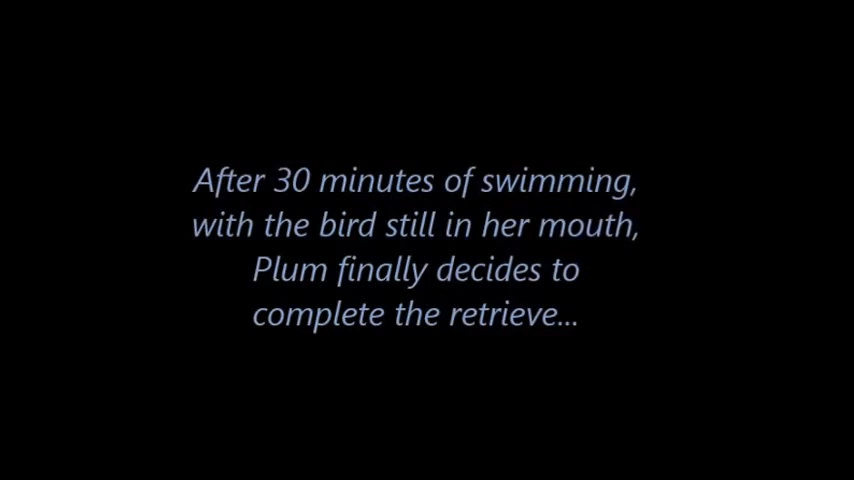 After 30 minutes of swimming,
with the bird still in her mouth,
Plum finally decides to
complete the retrieve...